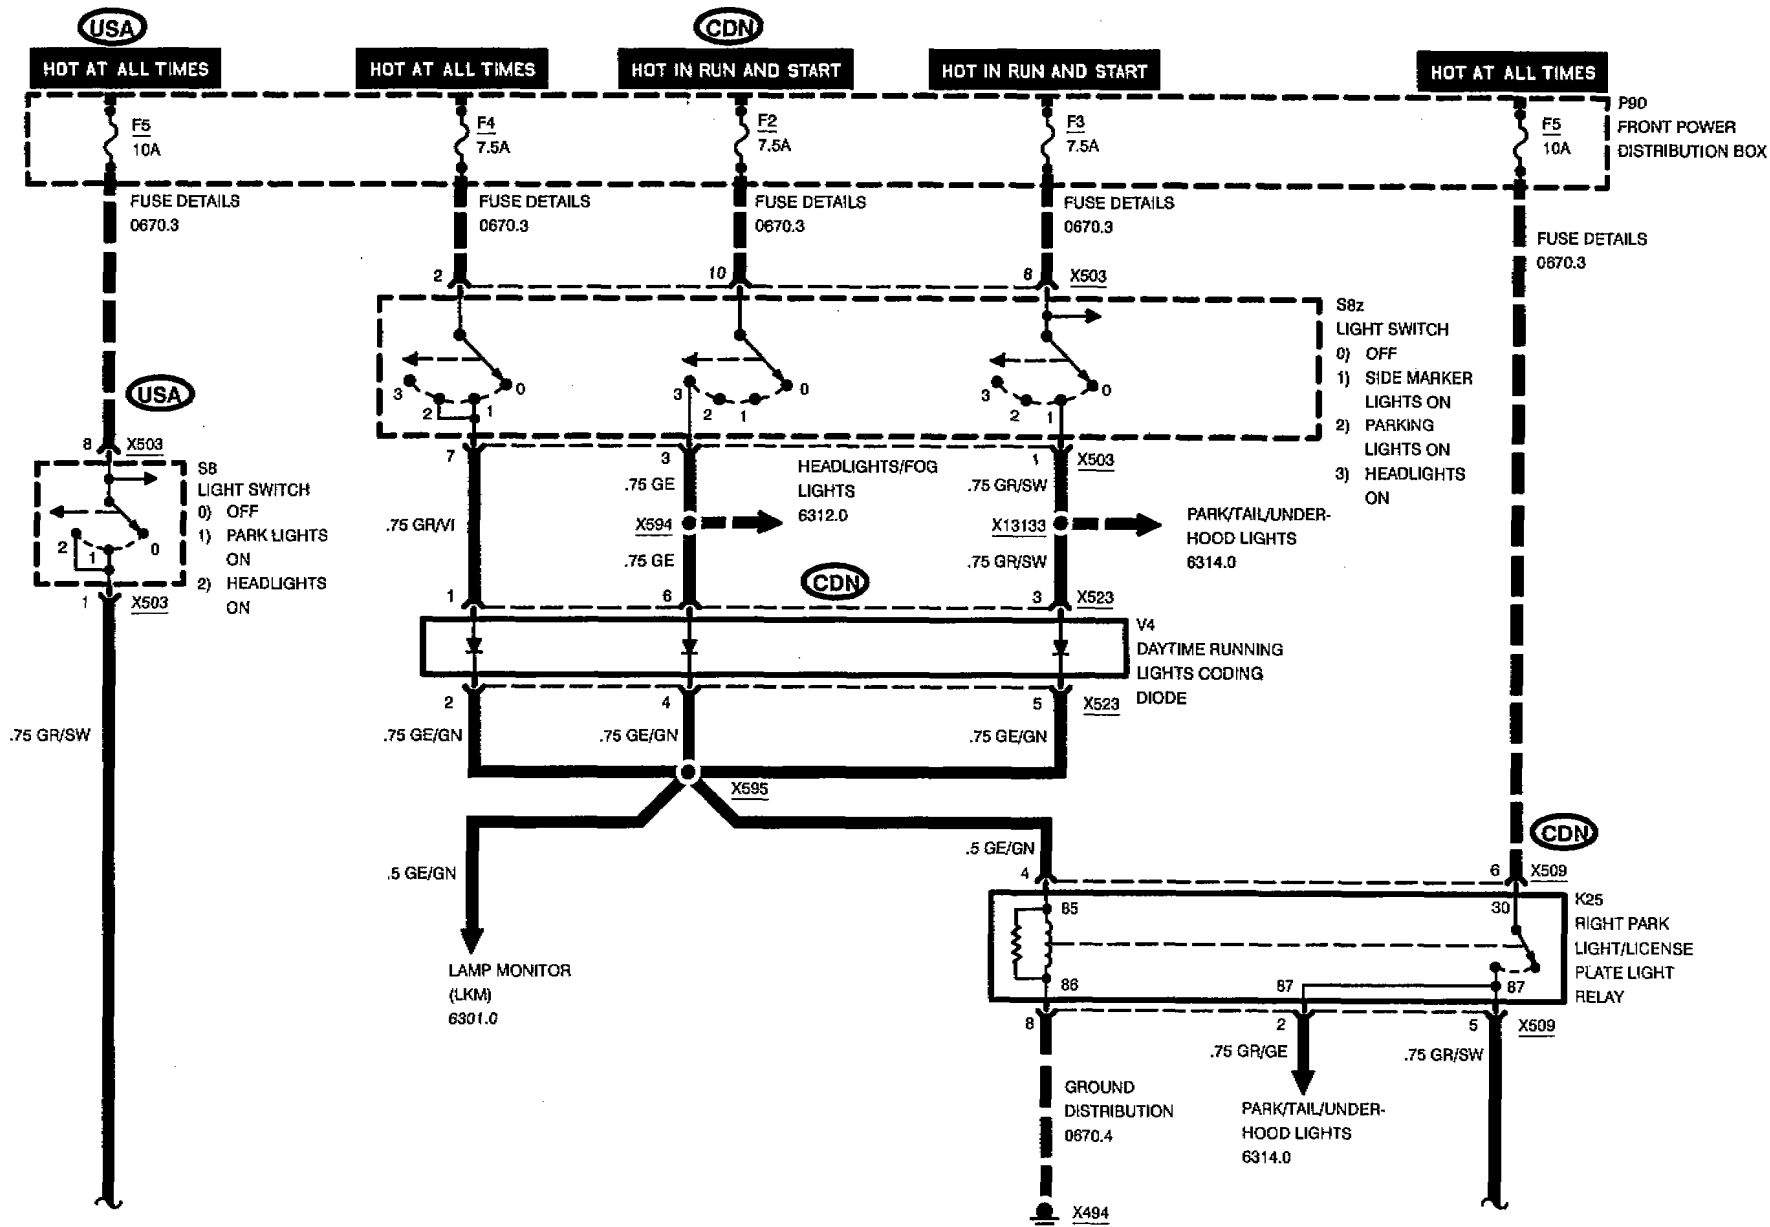 USA
CDN
HOT AT ALL TIMES
HOT AT ALL TIMES
HOT IN RUN AND START
HOT IN RUN AND START
HOT AT ALL TIMES
F5
10A
F4
7.5A
F2
7.5A
F3
7.5A
F5
10A
P90
FRONT POWER
DISTRIBUTION BOX
FUSE DETAILS
0670.3
FUSE DETAILS
0670.3
FUSE DETAILS
0670.3
FUSE DETAILS
0670.3
FUSE DETAILS
0670.3
2
10
6
X503
S8z
LIGHT SWITCH
0) OFF
1) SIDE MARKER
LIGHTS ON
2) PARKING
LIGHTS ON
3) HEADLIGHTS
ON
3
2
1
0
3
2
1
0
3
2
1
0
USA
8
X503
S8
LIGHT SWITCH
0) OFF
1) PARK LIGHTS
ON
2) HEADLIGHTS
ON
2
1
0
1
X503
7
3
1
X503
.75 GR/VI
.75 GE
X594
.75 GE
HEADLIGHTS/FOG
LIGHTS
6312.0
.75 GR/SW
X13133
.75 GR/SW
PARK/TAIL/UNDER-
HOOD LIGHTS
6314.0
CDN
1
6
3
X523
V4
DAYTIME RUNNING
LIGHTS CODING
DIODE
2
4
5
X523
.75 GR/SW
.75 GE/GN
.75 GE/GN
.75 GE/GN
X595
.5 GE/GN
.5 GE/GN
CDN
4
6
X509
LAMP MONITOR
(LKM)
6301.0
85
30
86
87
87
K25
RIGHT PARK
LIGHT/LICENSE
PLATE LIGHT
RELAY
8
2
5
X509
.75 GR/GE
.75 GR/SW
GROUND
DISTRIBUTION
0670.4
PARK/TAIL/UNDER-
HOOD LIGHTS
6314.0
X494